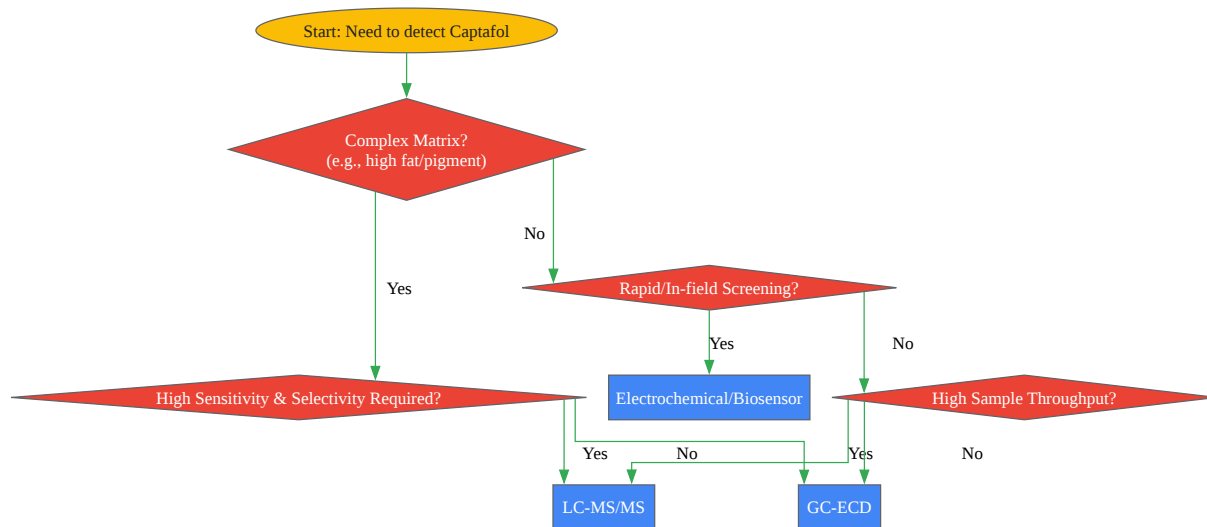 Start: Need to detect Captafol
Complex Matrix?
(e.g., high fat/pigment)
No
Rapid/In-field Screening?
Yes
Yes
No
High Sensitivity & Selectivity Required?
Electrochemical/Biosensor
High Sample Throughput?
Yes
No
Yes
No
LC-MS/MS
GC-ECD